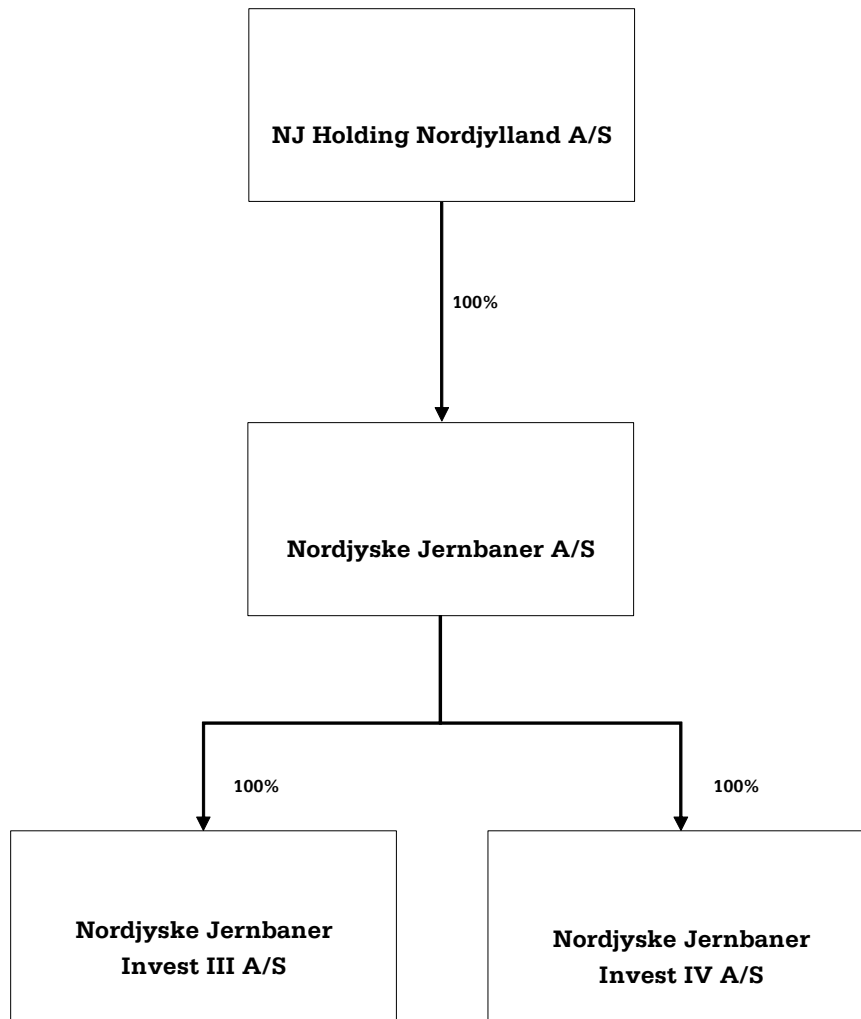 NJ Holding Nordjylland A/S
100%
Nordjyske Jernbaner A/S
100%
100%
Nordjyske Jernbaner
Invest III A/S
Nordjyske Jernbaner
Invest IV A/S